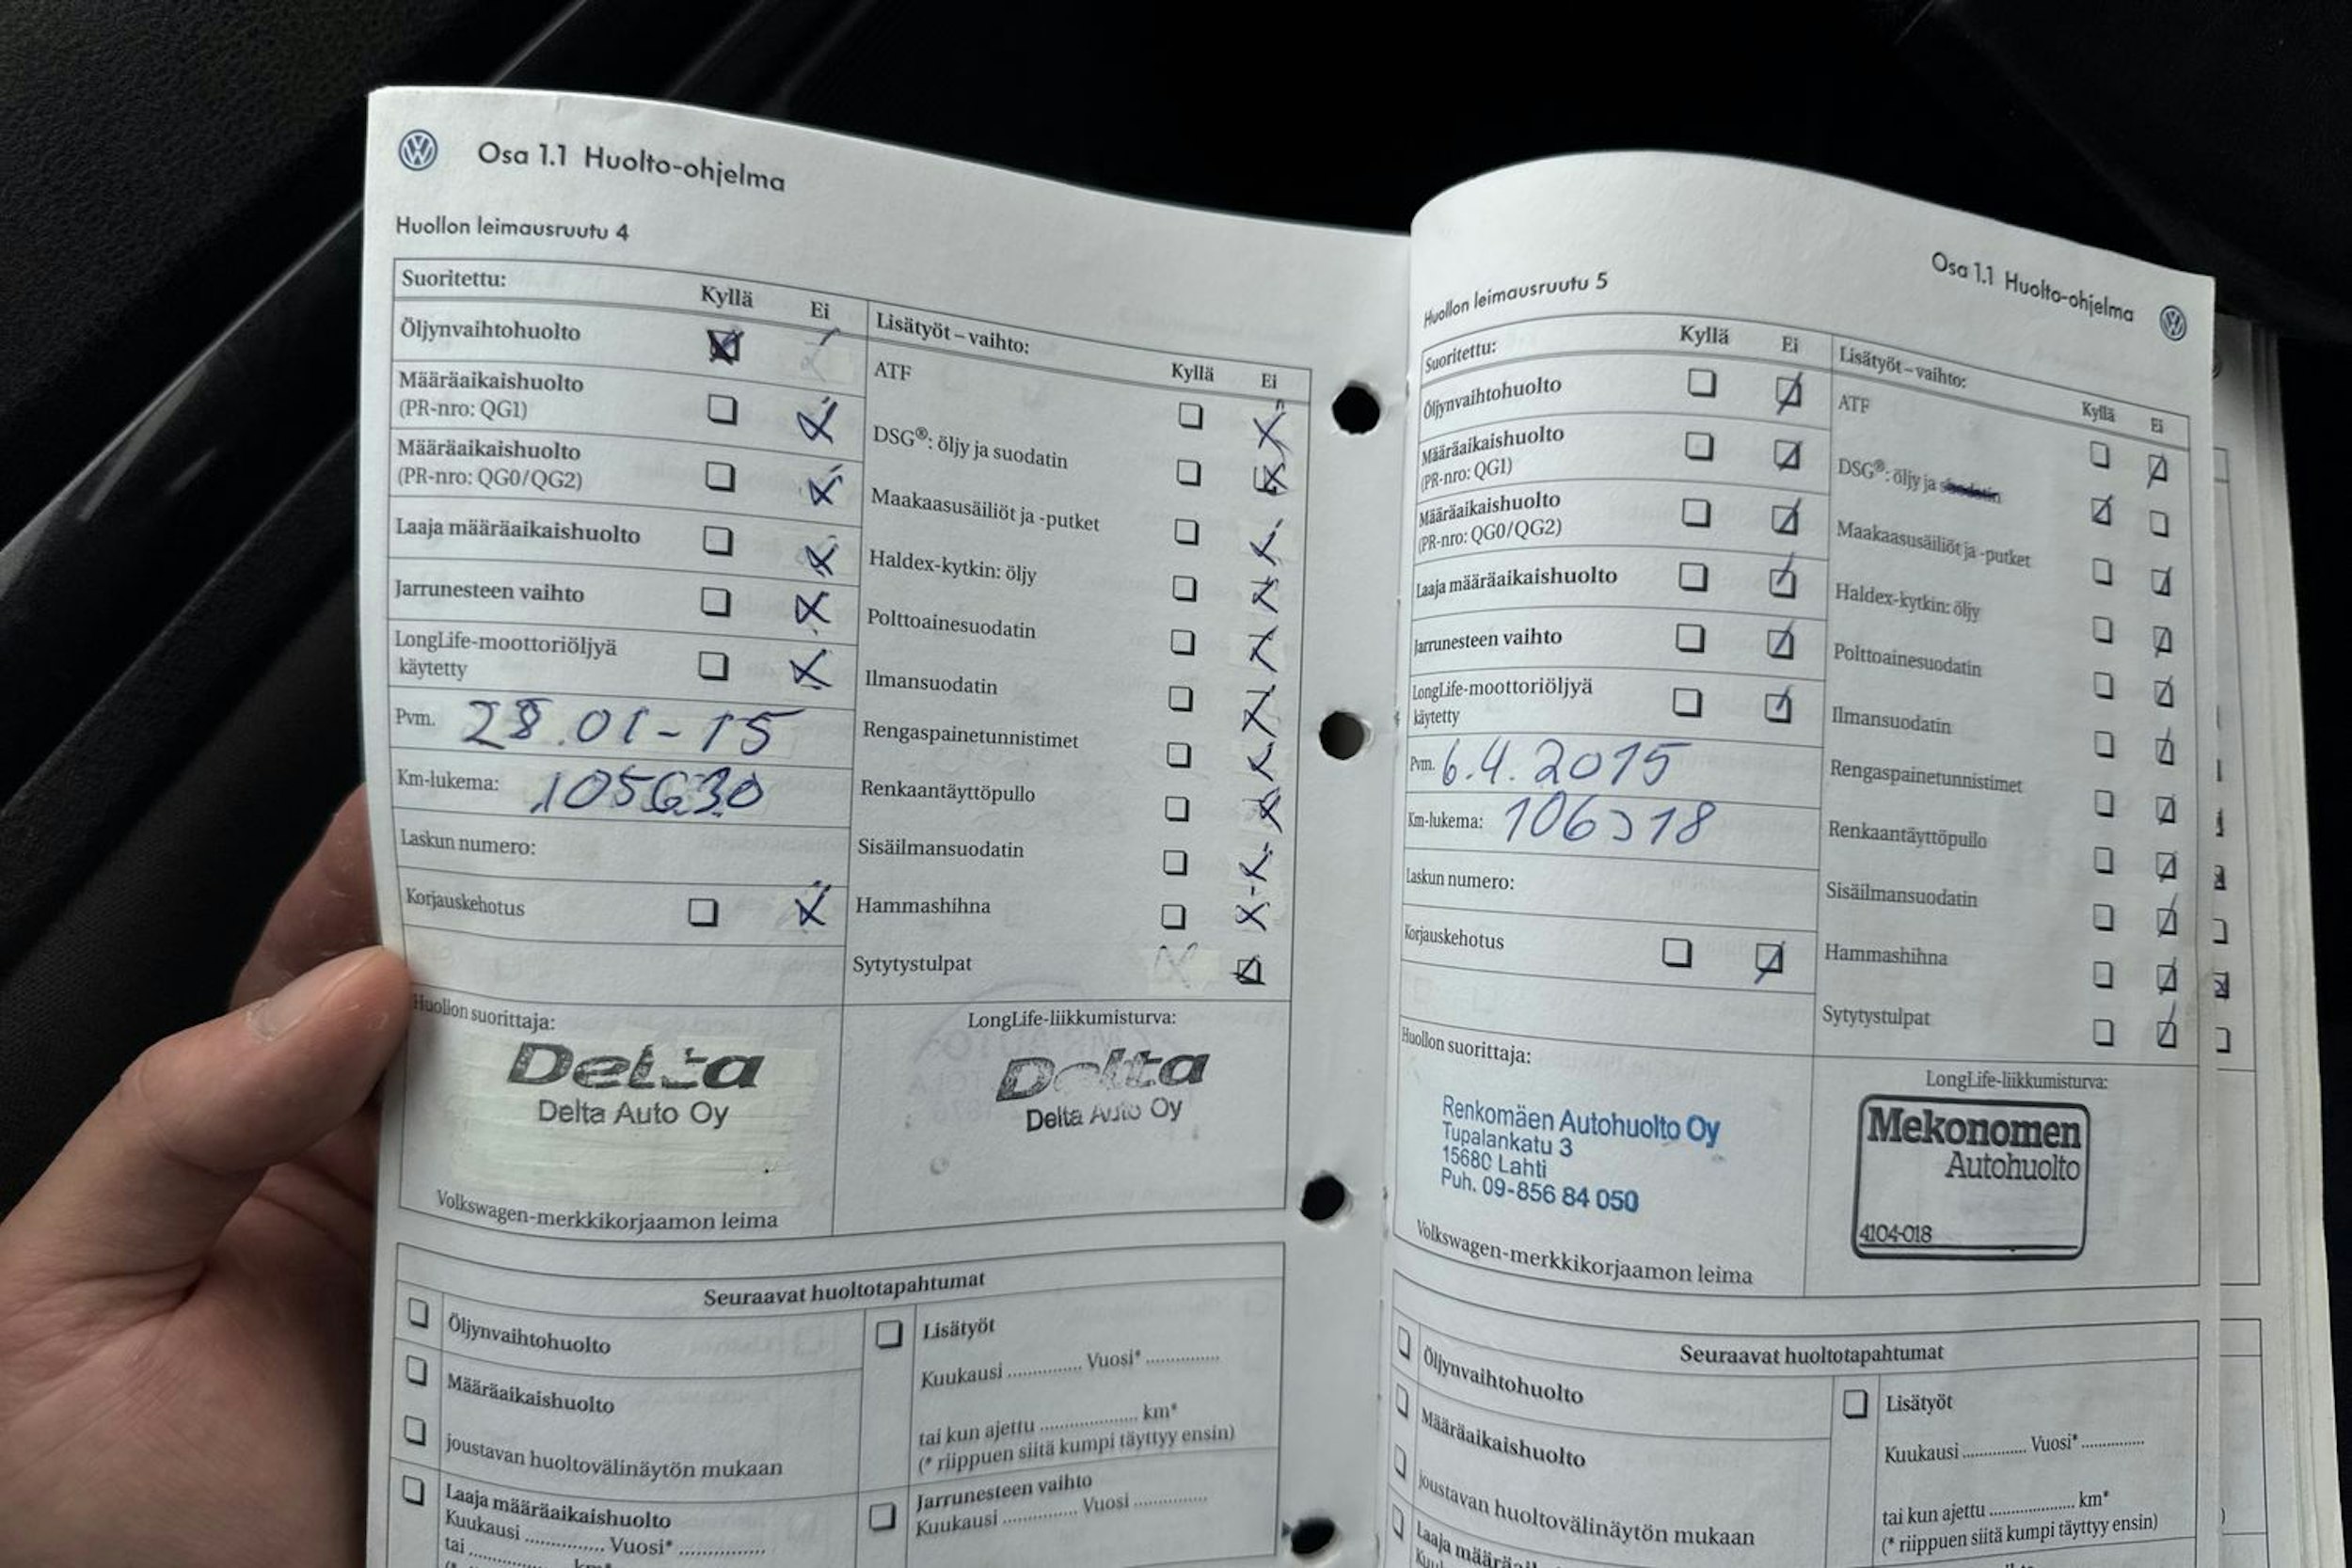 Osa 1.1 Huolto-ohjelma
Huollon leimausruutu 4
Suoritettu:
Kyllä Ei
Öljynvaihtohuolto
Määräaikaishuolto
(PR-nro: QG1)
Määräaikaishuolto
(PR-nro: QG0/QG2)
Laaja määräaikaishuolto
Jarrunesteen vaihto
LongLife-moottoriöljyä
käytetty
Pvm. 28.01-15
Km-lukema: 105630
Laskun numero:
Korjauskehotus
Lisätyöt – vaihto:
Kyllä Ei
ATF
DSG®: öljy ja suodatin
Maakaasusäiliöt ja -putket
Haldex-kytkin: öljy
Polttoainesuodatin
Ilmansuodatin
Rengaspainetunnistimet
Renkaantäyttöpullo
Sisäilmansuodatin
Hammashihna
Sytytystulpat
Huollon suorittaja:
Delta
Delta Auto Oy
Volkswagen-merkkikorjaamon leima
LongLife-liikkumisturva:
Delta
Delta Auto Oy
Seuraavat huoltotapahtumat
Öljynvaihtohuolto
Määräaikaishuolto
joustavan huoltovälinäytön mukaan
Laaja määräaikaishuolto
Kuukausi ............... Vuosi* ................
tai .................. km*
Lisätyöt
Kuukausi ............. Vuosi* ...............
tai kun ajettu .................... km*
(* riippuen siitä kumpi täyttyy ensin)
Jarrunesteen vaihto
Kuukausi ............... Vuosi ...............
Osa 1.1 Huolto-ohjelma
Huollon leimausruutu 5
Suoritettu:
Kyllä Ei
Öljynvaihtohuolto
Määräaikaishuolto
(PR-nro: QG1)
Määräaikaishuolto
(PR-nro: QG0/QG2)
Laaja määräaikaishuolto
Jarrunesteen vaihto
LongLife-moottoriöljyä
käytetty
Pvm. 6.4.2015
Km-lukema:
Laskun numero:
Korjauskehotus
Lisätyöt – vaihto:
Kyllä Ei
ATF
DSG®: öljy ja suodatin
Maakaasusäiliöt ja -putket
Haldex-kytkin: öljy
Polttoainesuodatin
Ilmansuodatin
Rengaspainetunnistimet
Renkaantäyttöpullo
Sisäilmansuodatin
Hammashihna
Sytytystulpat
Huollon suorittaja:
Renkomäen Autohuolto Oy
Tupalankatu 3
15680 Lahti
Puh. 09-856 84 050
Volkswagen-merkkikorjaamon leima
LongLife-liikkumisturva:
Mekonomen
Autohuolto
4104-018
Seuraavat huoltotapahtumat
Öljynvaihtohuolto
Määräaikaishuolto
joustavan huoltovälinäytön mukaan
Lisätyöt
Kuukausi .............. Vuosi* ..............
tai kun ajettu .................... km*
(* riippuen siitä kumpi täyttyy ensin)